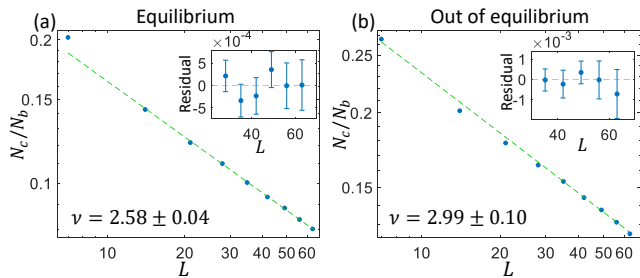 (a) Equilibrium
0.2
0.15
0.1
N_c/N_b
×10⁻⁴
5
0
-5
Residual
40 60
L
ν = 2.58 ± 0.04
10 20 30 40 50 60
L
(b) Out of equilibrium
0.25
0.2
0.15
N_c/N_b
×10⁻³
1
0
-1
Residual
40 60
L
ν = 2.99 ± 0.10
10 20 30 40 50 60
L